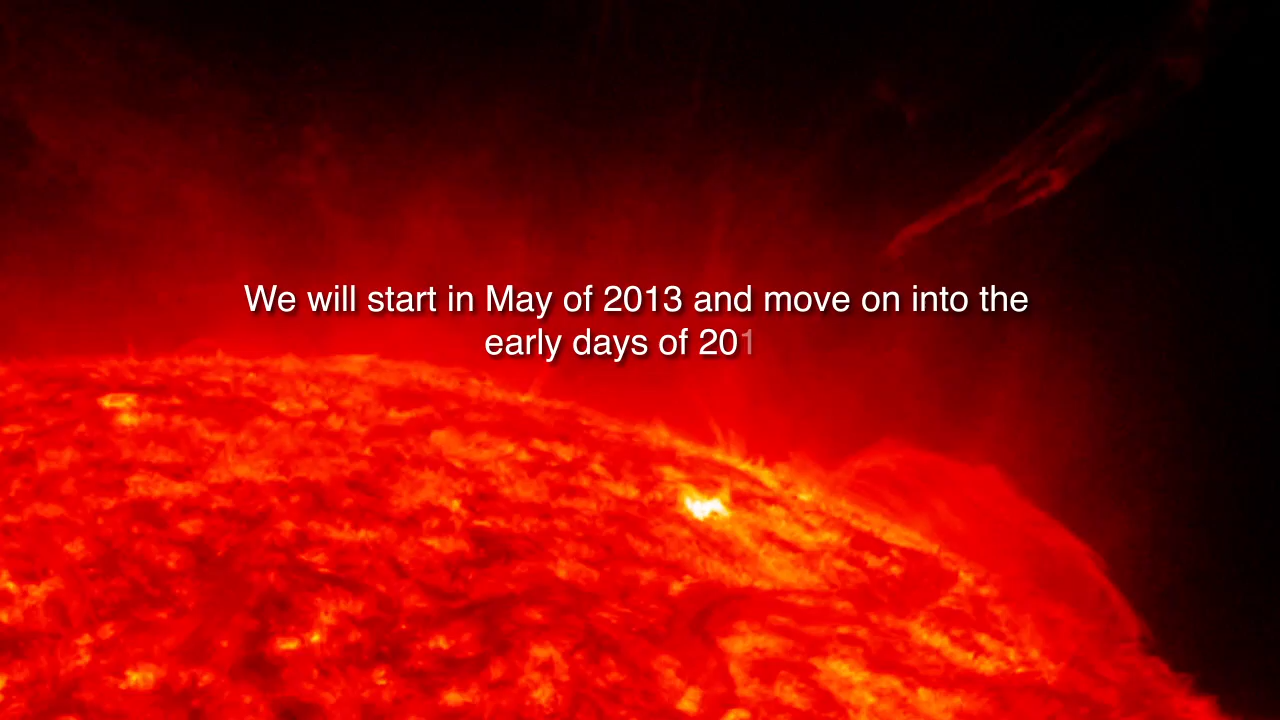 We will start in May of 2013 and move on into the
early days of 201